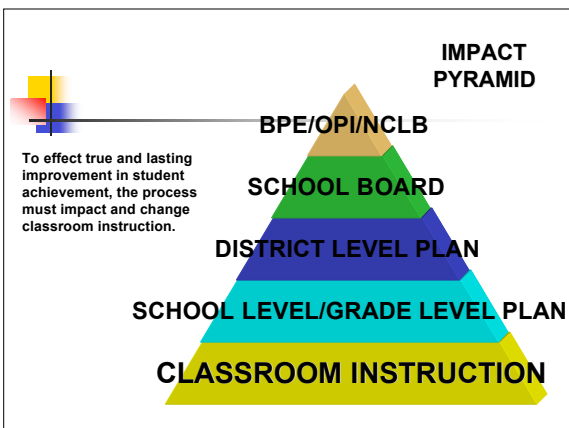 IMPACT
PYRAMID
BPE/OPI/NCLB
To effect true and lasting
improvement in student
achievement, the process
must impact and change
classroom instruction.
SCHOOL BOARD
DISTRICT LEVEL PLAN
SCHOOL LEVEL/GRADE LEVEL PLAN
CLASSROOM INSTRUCTION